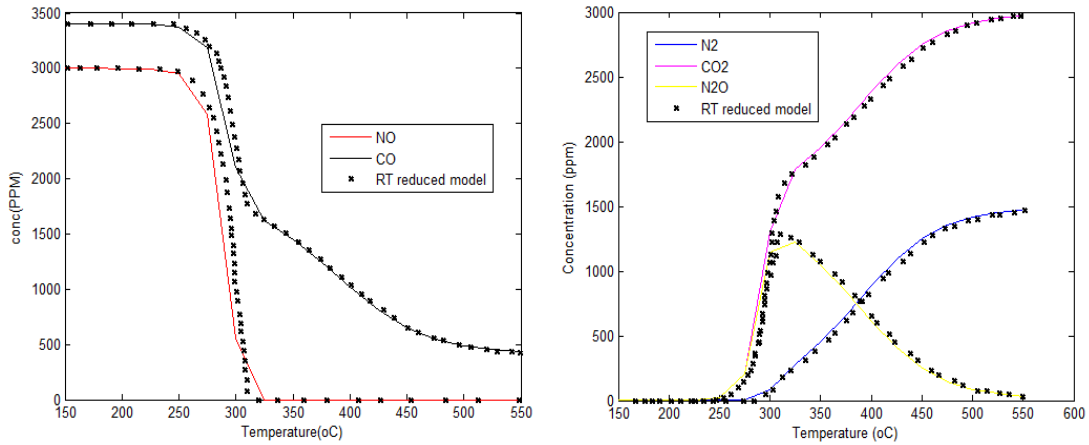 4000
3500
3000
2500
2000
1500
1000
500
0
conc(PPM)
NO
CO
RT reduced model
150 200 250 300 350 400 450 500 550
Temperature(oC)
3000
2500
2000
1500
1000
500
0
Concentration (ppm)
N2
CO2
N2O
RT reduced model
150 200 250 300 350 400 450 500 550 600
Temperature (oC)